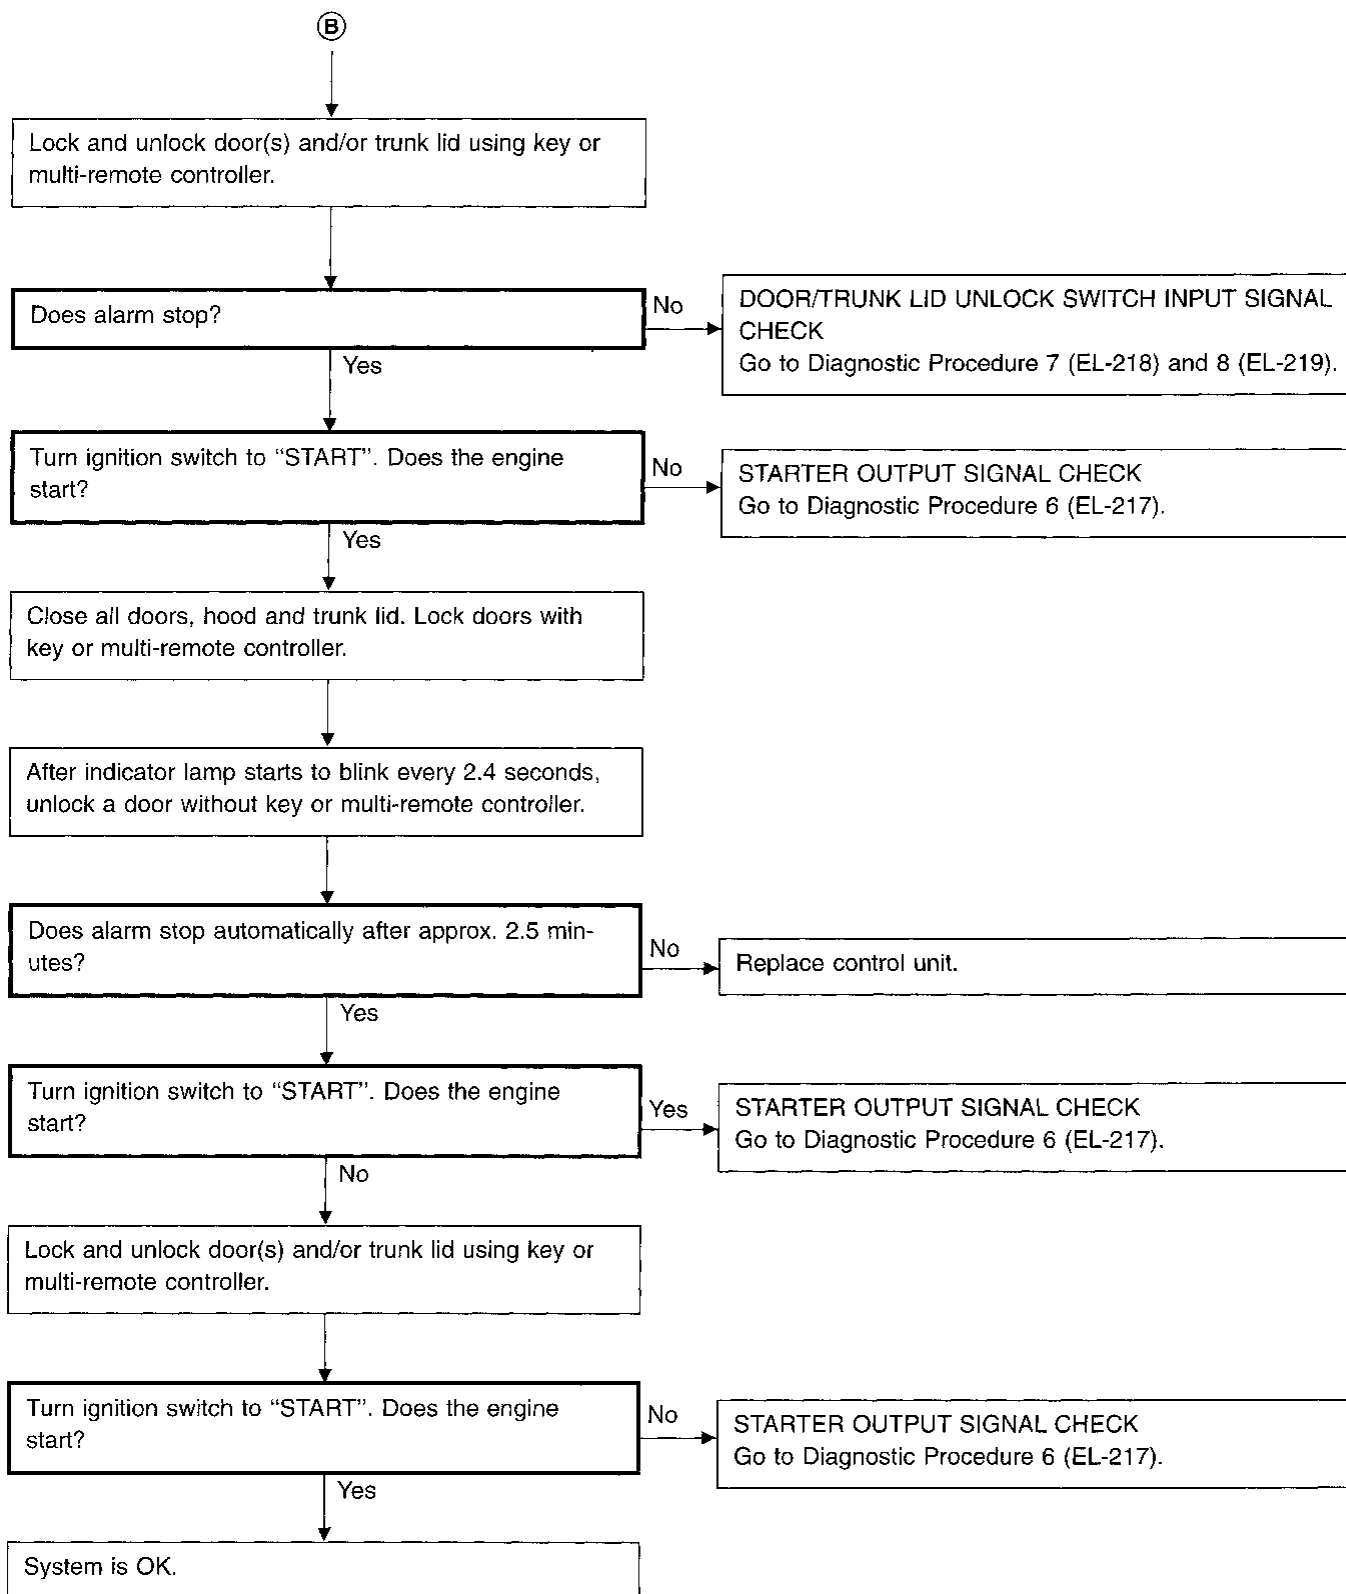 B
Lock and unlock door(s) and/or trunk lid using key or
multi-remote controller.
Does alarm stop?
No
DOOR/TRUNK LID UNLOCK SWITCH INPUT SIGNAL
CHECK
Go to Diagnostic Procedure 7 (EL-218) and 8 (EL-219).
Yes
Turn ignition switch to “START”. Does the engine
start?
No
STARTER OUTPUT SIGNAL CHECK
Go to Diagnostic Procedure 6 (EL-217).
Yes
Close all doors, hood and trunk lid. Lock doors with
key or multi-remote controller.
After indicator lamp starts to blink every 2.4 seconds,
unlock a door without key or multi-remote controller.
Does alarm stop automatically after approx. 2.5 min-
utes?
No
Replace control unit.
Yes
Turn ignition switch to “START”. Does the engine
start?
Yes
STARTER OUTPUT SIGNAL CHECK
Go to Diagnostic Procedure 6 (EL-217).
No
Lock and unlock door(s) and/or trunk lid using key or
multi-remote controller.
Turn ignition switch to “START”. Does the engine
start?
No
STARTER OUTPUT SIGNAL CHECK
Go to Diagnostic Procedure 6 (EL-217).
Yes
System is OK.